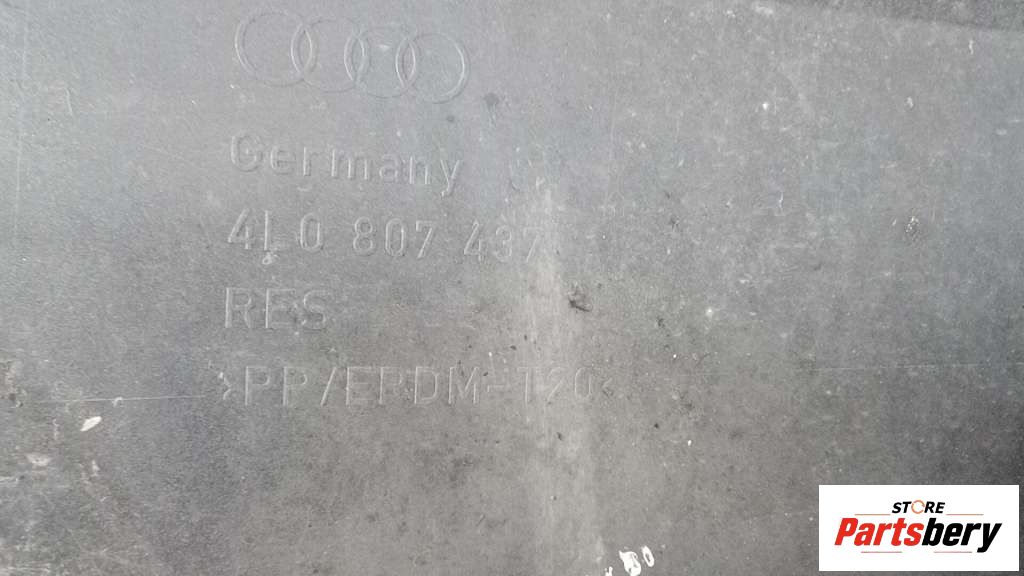 Germany
4L0 807 437
RES
>PP/EPDM-T20<
STORE
Partsbery